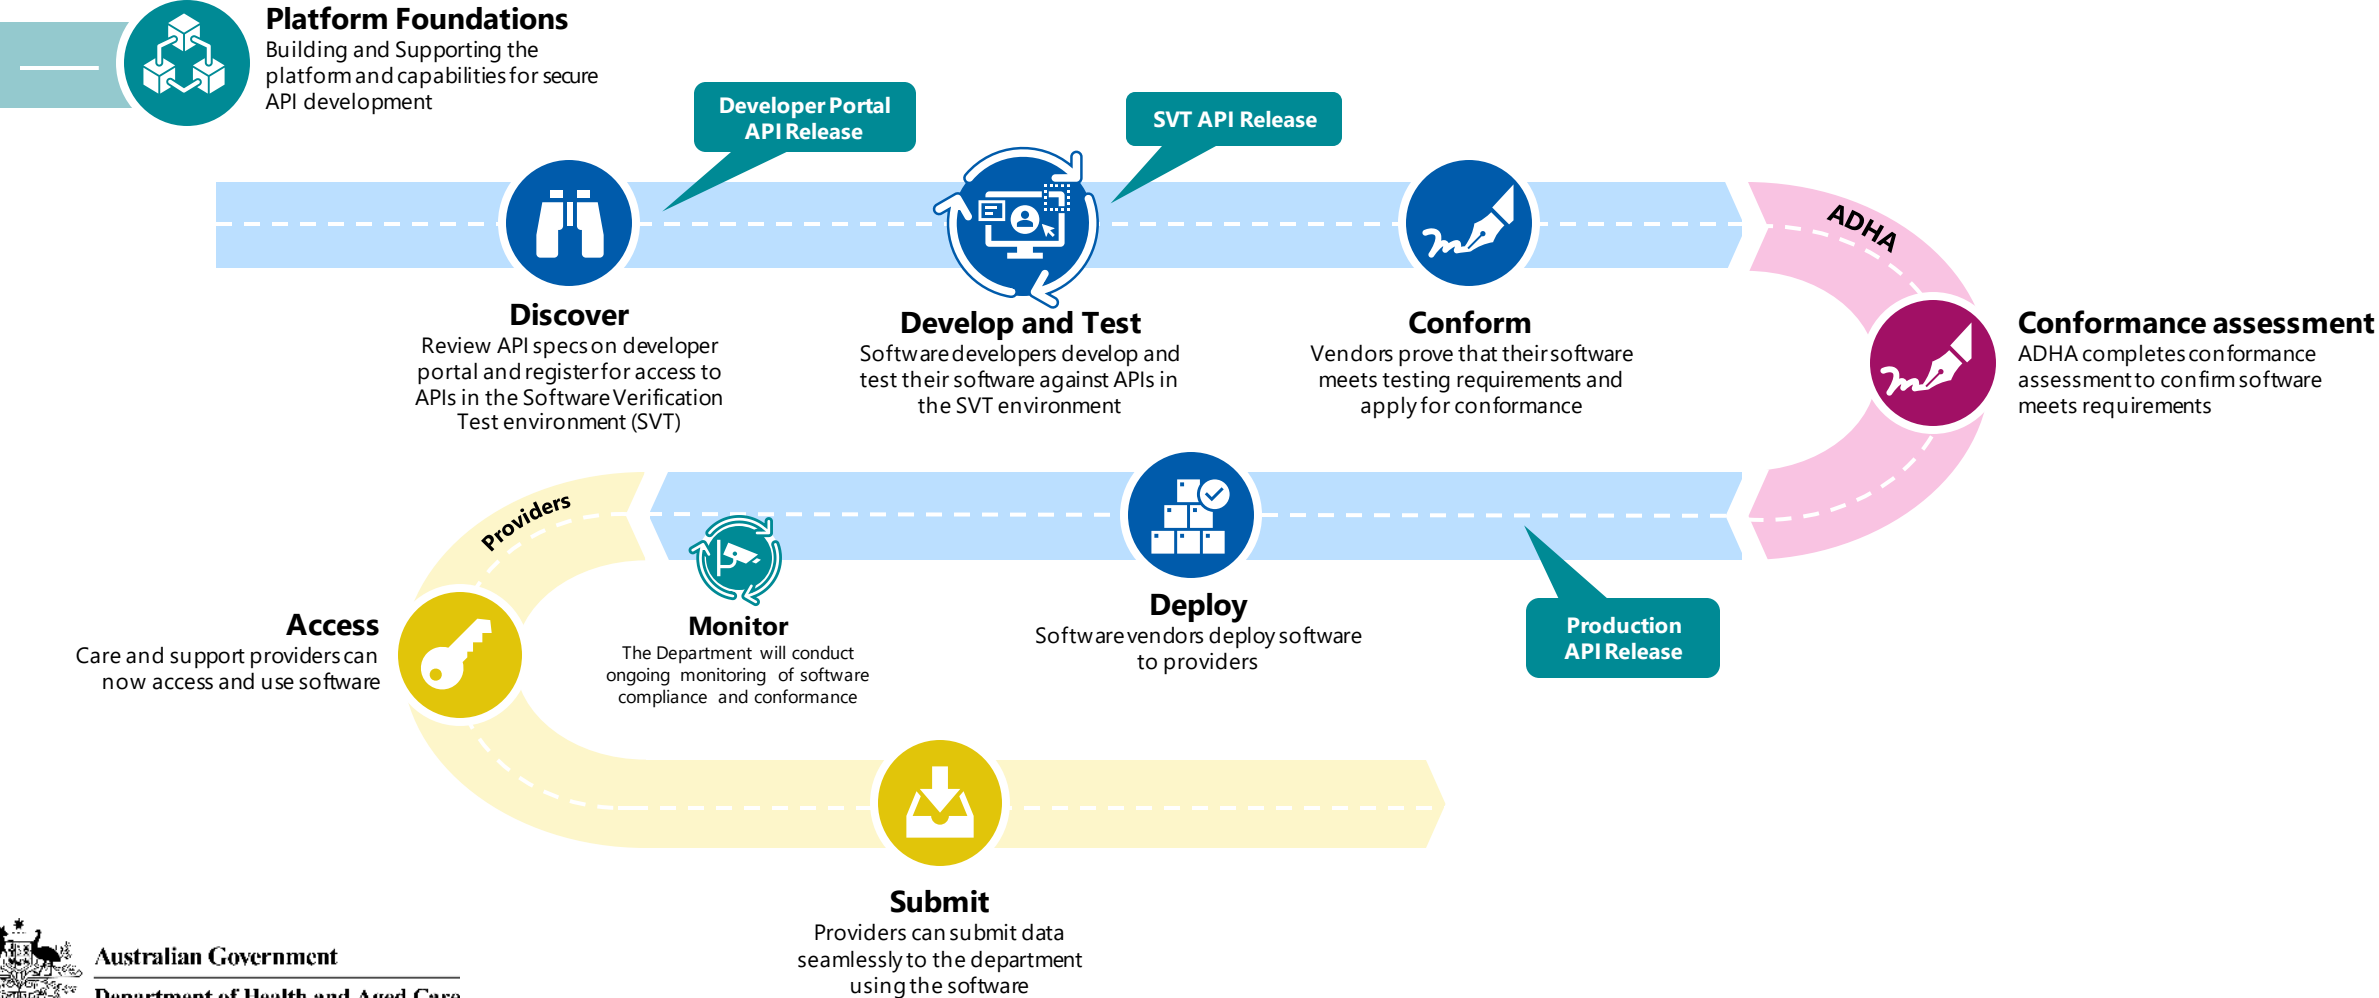 Platform Foundations
Building and Supporting the
platform and capabilities for secure
API development
Developer Portal
API Release
SVT API Release
ADHA
Discover
Review API specs on developer
portal and register for access to
APIs in the Software Verification
Test environment (SVT)
Develop and Test
Software developers develop and
test their software against APIs in
the SVT environment
Conform
Vendors prove that their software
meets testing requirements and
apply for conformance
Conformance assessment
ADHA completes conformance
assessment to confirm software
meets requirements
Providers
Access
Care and support providers can
now access and use software
Monitor
The Department will conduct
ongoing monitoring of software
compliance and conformance
Deploy
Software vendors deploy software
to providers
Production
API Release
Submit
Providers can submit data
seamlessly to the department
using the software
Australian Government
Department of Health and Aged Care